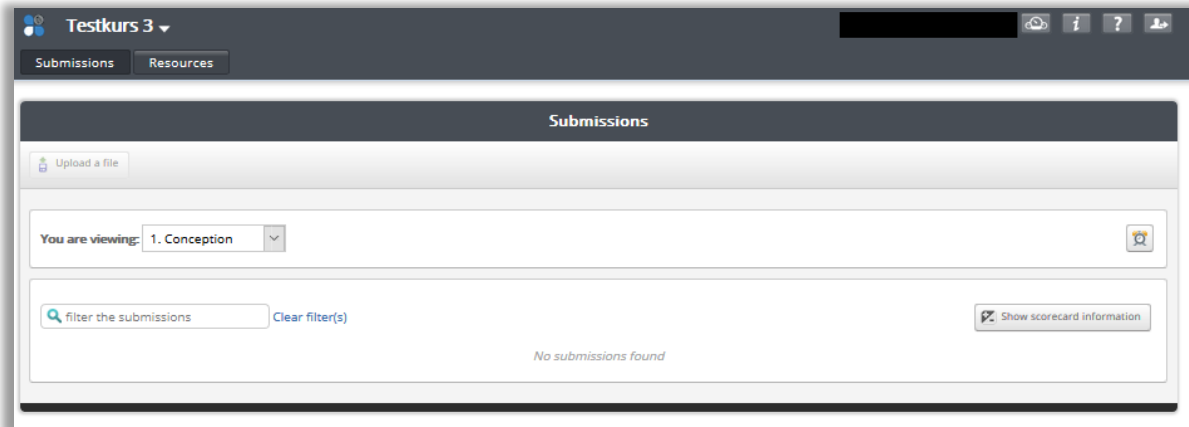 Testkurs 3
i ?
Submissions Resources
Submissions
Upload a file
You are viewing: 1. Conception
filter the submissions Clear filter(s) Show scorecard information
No submissions found